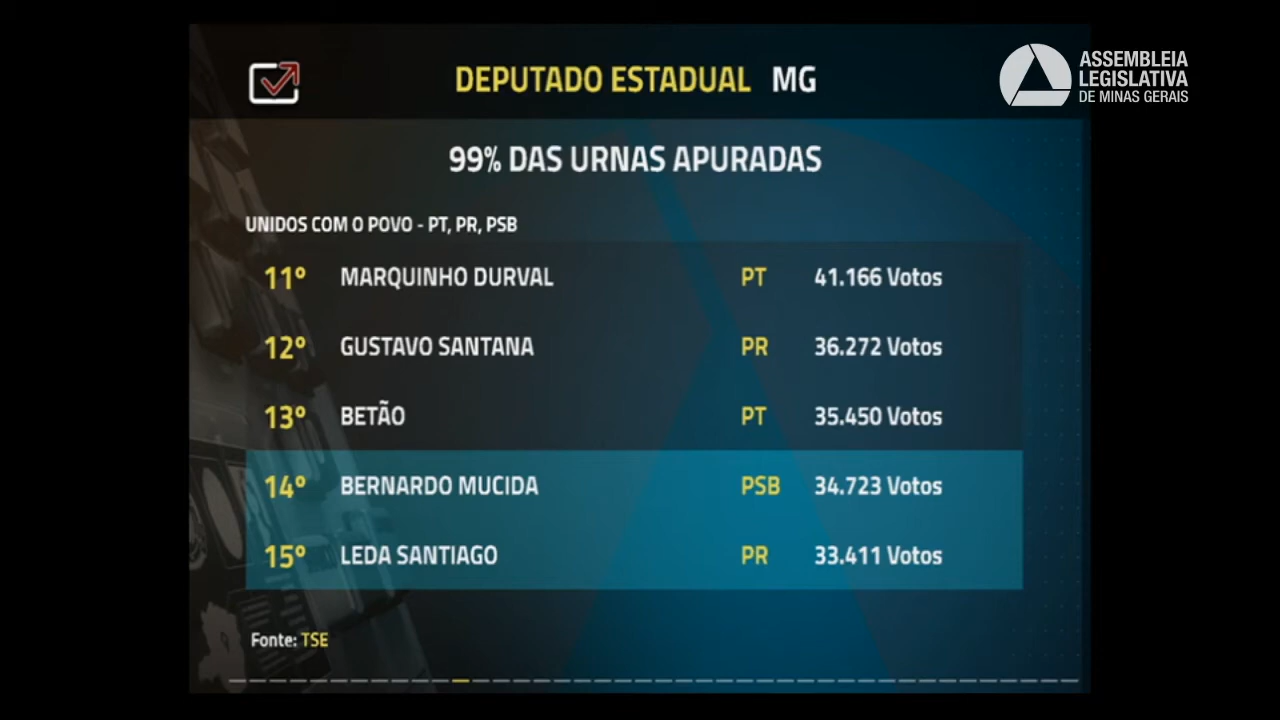 DEPUTADO ESTADUAL MG
ASSEMBLEIA
LEGISLATIVA
DE MINAS GERAIS
99% DAS URNAS APURADAS
UNIDOS COM O POVO - PT, PR, PSB
11º MARQUINHO DURVAL PT 41.166 Votos
12º GUSTAVO SANTANA PR 36.272 Votos
13º BETÃO PT 35.450 Votos
14º BERNARDO MUCIDA PSB 34.723 Votos
15º LEDA SANTIAGO PR 33.411 Votos
Fonte: TSE